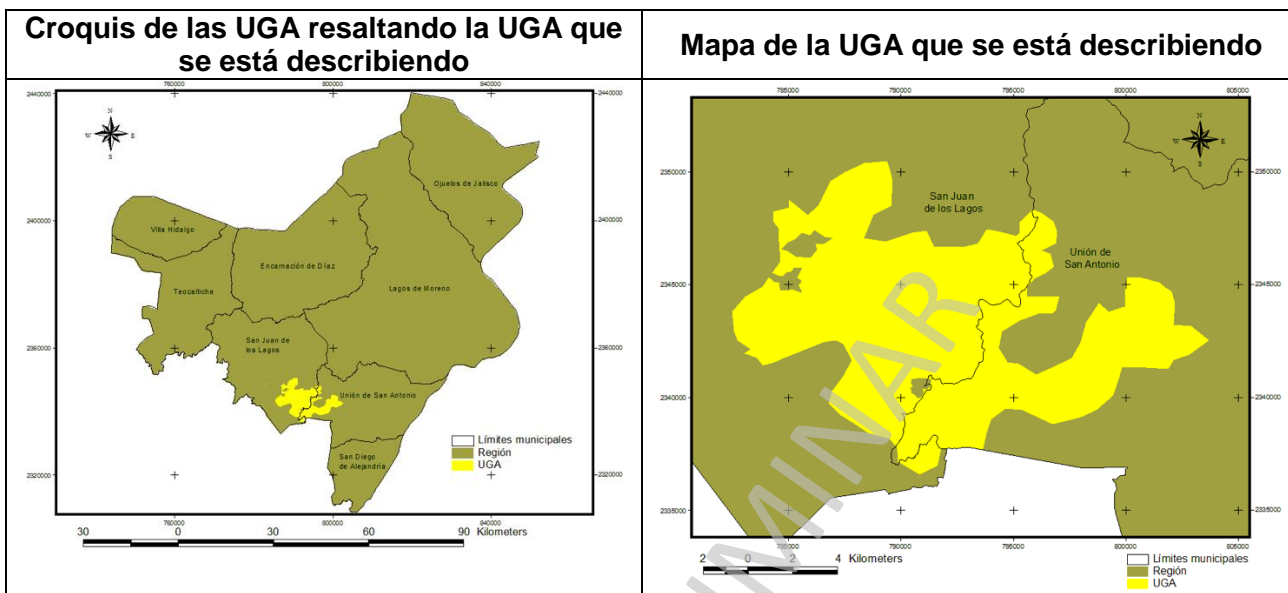 Croquis de las UGA resaltando la UGA que
se está describiendo
Mapa de la UGA que se está describiendo
760000
800000
840000
2440000
2440000
N
W
E
S
Ojuelos de Jalisco
2400000
2400000
Villa Hidalgo
Encarnación de Díaz
Teocaltiche
Lagos de Moreno
2360000
2360000
San Juan de
los Lagos
Unión de San Antonio
San Diego
de Alejandría
2320000
2320000
Límites municipales
Región
UGA
760000
800000
840000
30 0 30 60 90 Kilometers
785000
790000
795000
800000
805000
N
W
E
S
2350000
2350000
San Juan
de los Lagos
Unión de
San Antonio
2345000
2345000
2340000
2340000
2335000
2335000
785000
790000
795000
800000
805000
2 0 2 4 Kilometers
Límites municipales
Región
UGA